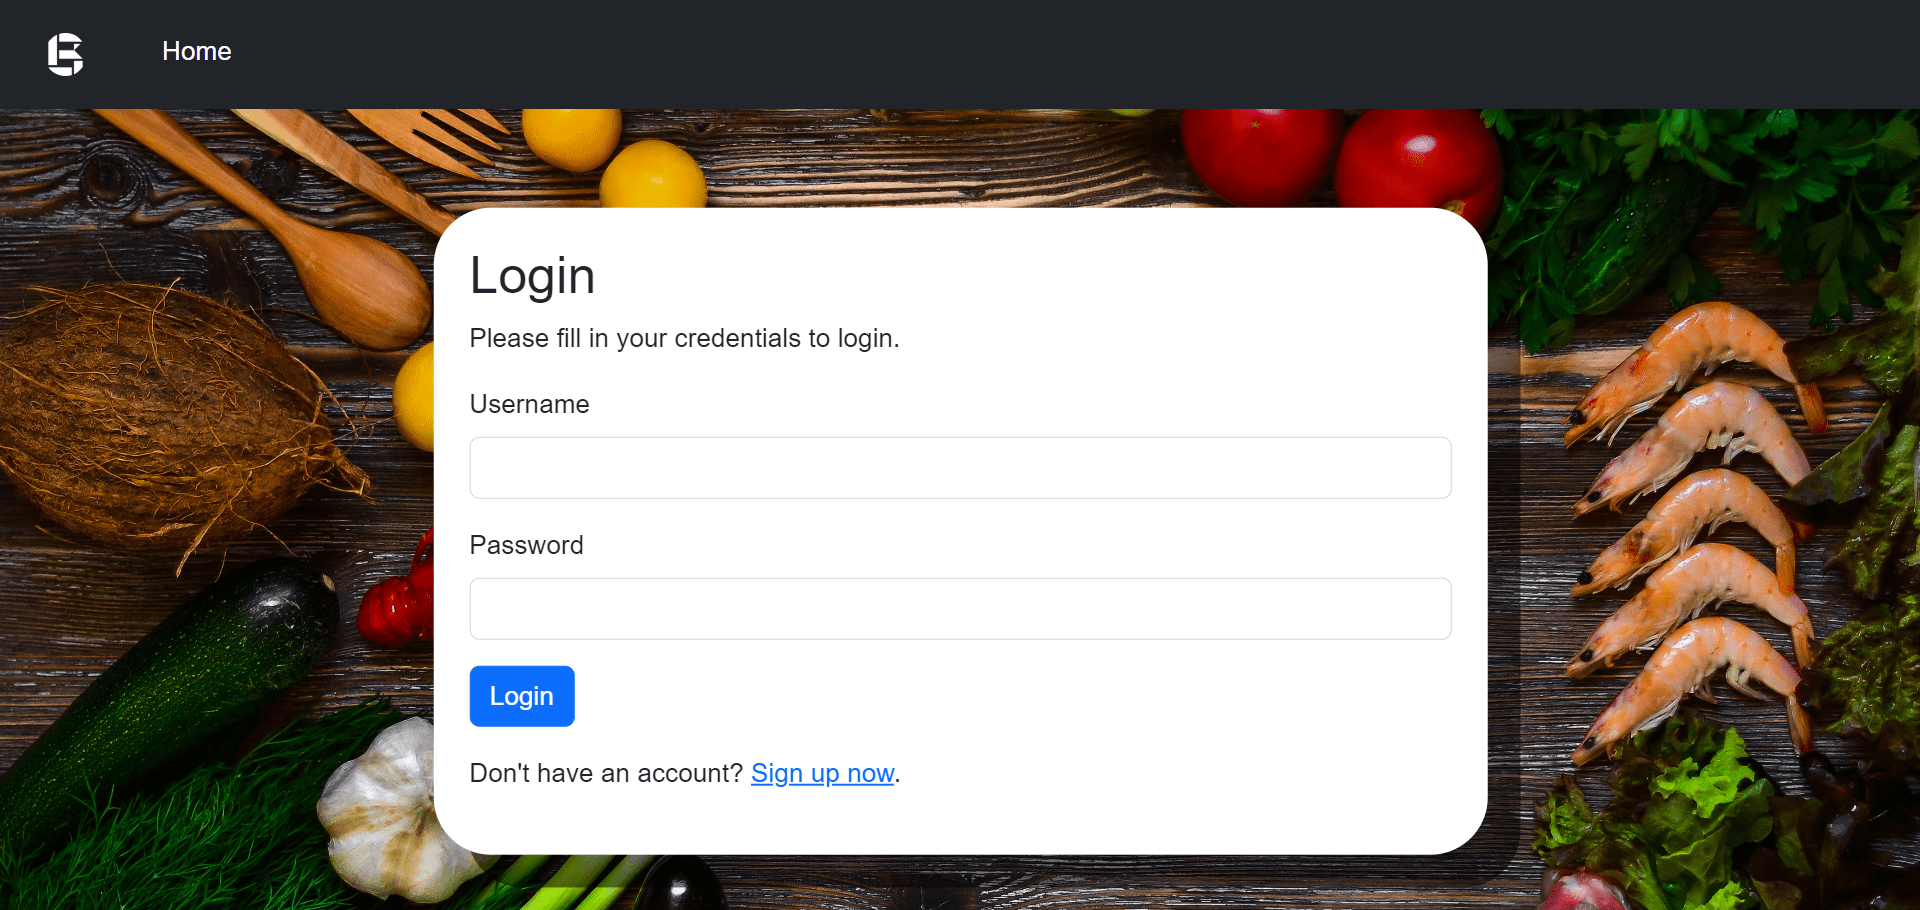 Home
Login
Please fill in your credentials to login.
Username
Password
Login
Don't have an account? Sign up now.